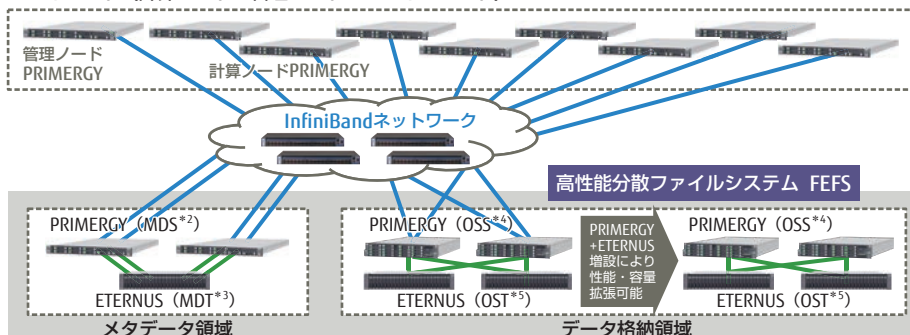 管理ノード
PRIMERGY
計算ノードPRIMERGY
InfiniBandネットワーク
高性能分散ファイルシステム FEFS
PRIMERGY（MDS*2）
ETERNUS（MDT*3）
メタデータ領域
PRIMERGY（OSS*4）
ETERNUS（OST*5）
PRIMERGY
+ETERNUS
増設により
性能・容量
拡張可能
PRIMERGY（OSS*4）
ETERNUS（OST*5）
データ格納領域